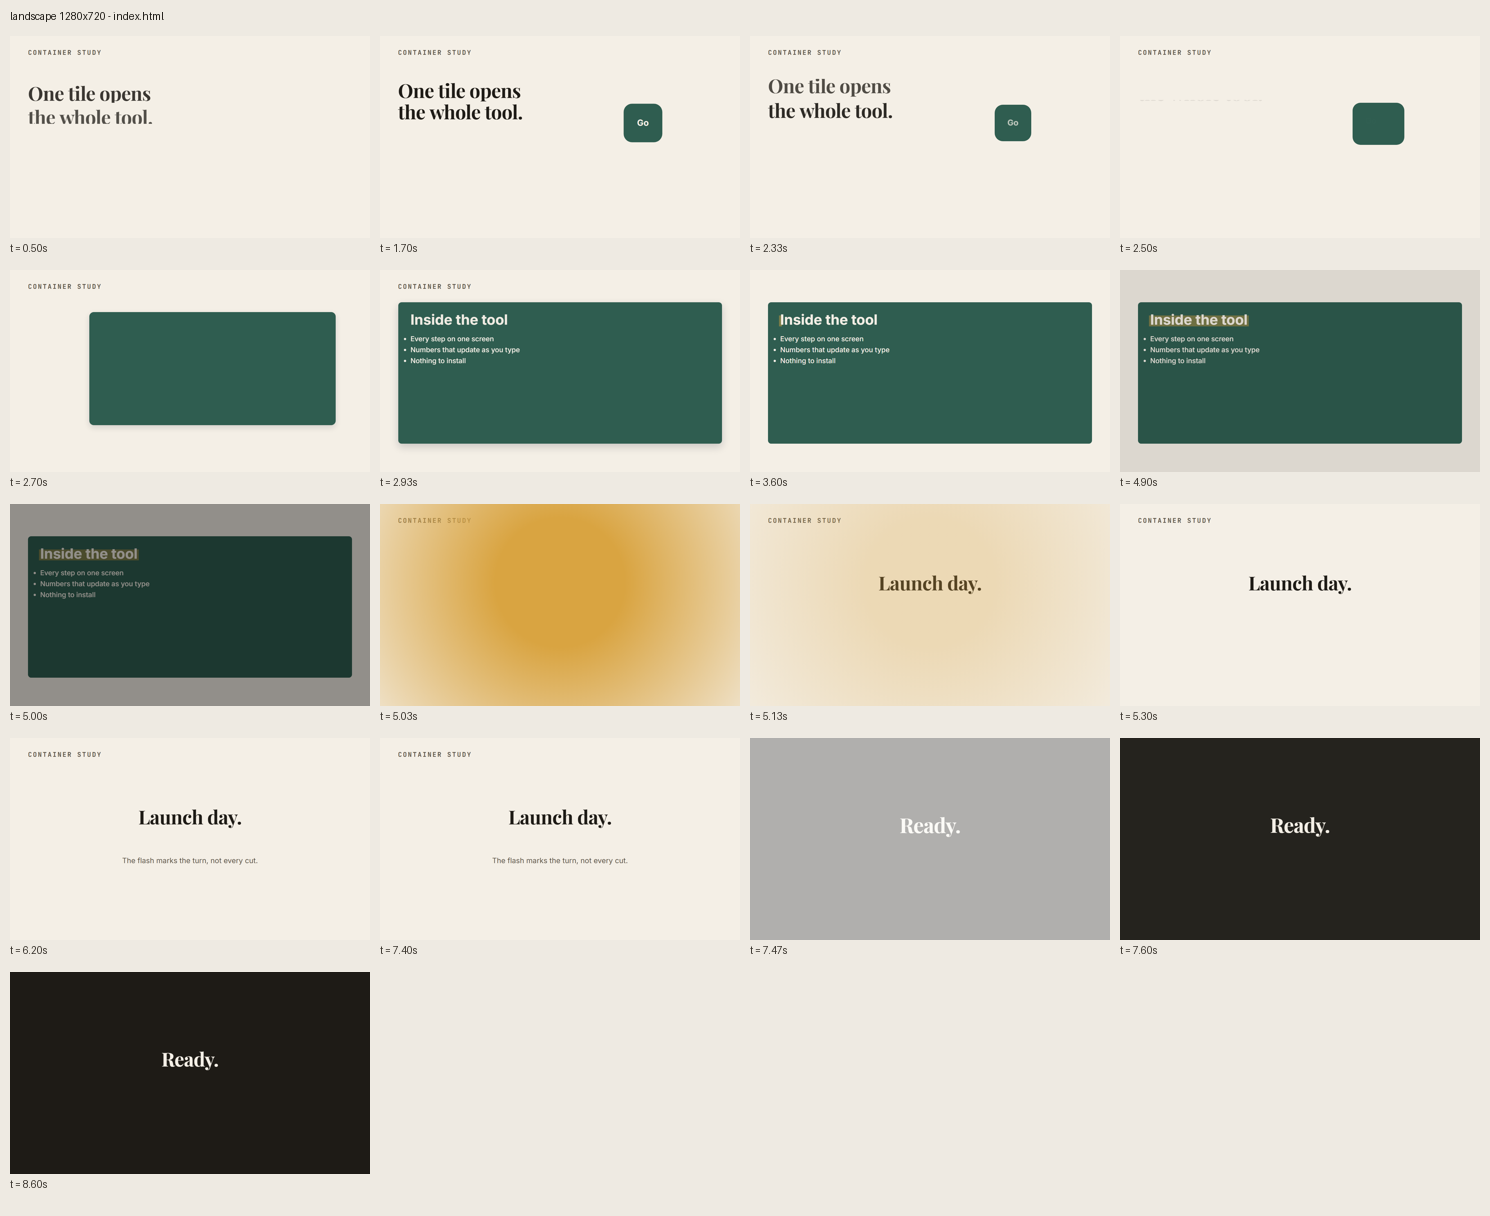 landscape 1280x720 - index.html
CONTAINER STUDY
One tile opens
the whole tool.
t = 0.50s
CONTAINER STUDY
One tile opens
the whole tool.
Go
t = 1.70s
CONTAINER STUDY
One tile opens
the whole tool.
Go
t = 2.33s
CONTAINER STUDY
t = 2.50s
CONTAINER STUDY
t = 2.70s
CONTAINER STUDY
Inside the tool
• Every step on one screen
• Numbers that update as you type
• Nothing to install
t = 2.93s
Inside the tool
• Every step on one screen
• Numbers that update as you type
• Nothing to install
t = 3.60s
Inside the tool
• Every step on one screen
• Numbers that update as you type
• Nothing to install
t = 4.90s
Inside the tool
• Every step on one screen
• Numbers that update as you type
• Nothing to install
t = 5.00s
CONTAINER STUDY
t = 5.03s
CONTAINER STUDY
Launch day.
t = 5.13s
CONTAINER STUDY
Launch day.
t = 5.30s
CONTAINER STUDY
Launch day.
The flash marks the turn, not every cut.
t = 6.20s
CONTAINER STUDY
Launch day.
The flash marks the turn, not every cut.
t = 7.40s
Ready.
t = 7.47s
Ready.
t = 7.60s
Ready.
t = 8.60s